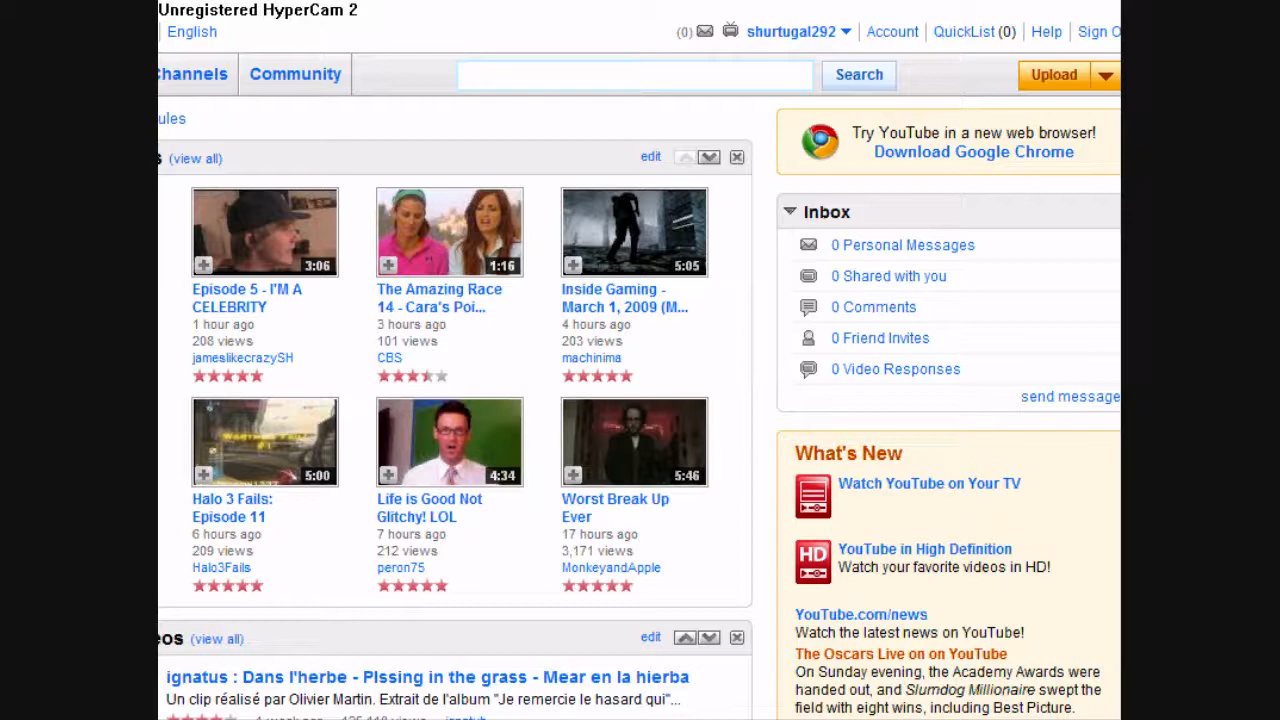 Unregistered HyperCam 2
English
(0) shurtugal292 Account QuickList (0) Help Sign O
Channels Community Search Upload
ules
s (view all) edit
Try YouTube in a new web browser!
Download Google Chrome
3:06 1:16 5:05
Episode 5 - I'M A
CELEBRITY
1 hour ago
208 views
jameslikecrazySH
The Amazing Race
14 - Cara's Poi...
3 hours ago
101 views
CBS
Inside Gaming -
March 1, 2009 (M...
4 hours ago
203 views
machinima
5:00 4:34 5:46
Halo 3 Fails:
Episode 11
6 hours ago
209 views
Halo3Fails
Life is Good Not
Glitchy! LOL
7 hours ago
212 views
peron75
Worst Break Up
Ever
17 hours ago
3,171 views
MonkeyandApple
Inbox
0 Personal Messages
0 Shared with you
0 Comments
0 Friend Invites
0 Video Responses
send message
What's New
Watch YouTube on Your TV
HD
YouTube in High Definition
Watch your favorite videos in HD!
YouTube.com/news
Watch the latest news on YouTube!
The Oscars Live on on YouTube
On Sunday evening, the Academy Awards were
handed out, and Slumdog Millionaire swept the
field with eight wins, including Best Picture.
eos (view all) edit
ignatus : Dans l'herbe - PIssing in the grass - Mear en la hierba
Un clip réalisé par Olivier Martin. Extrait de l'album "Je remercie le hasard qui"...